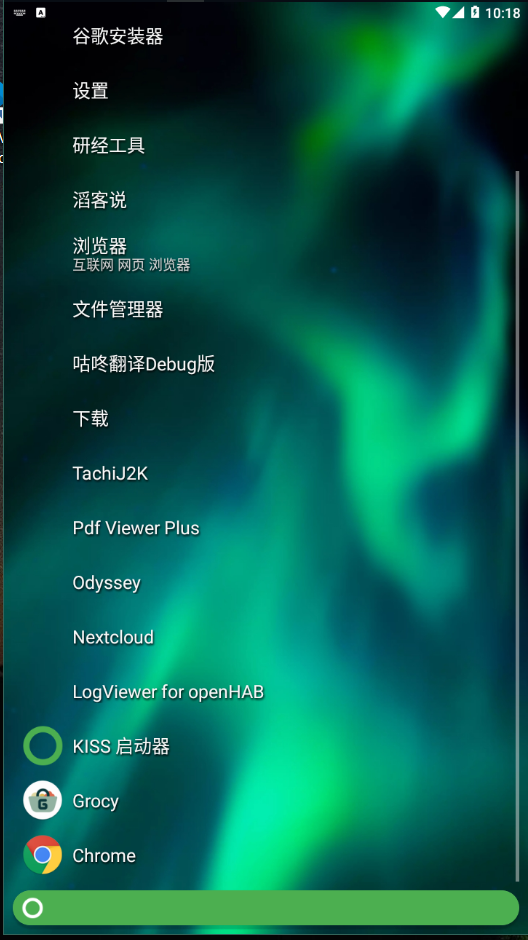 10:18
谷歌安装器
设置
研经工具
滔客说
浏览器
互联网 网页 浏览器
文件管理器
咕咚翻译Debug版
下载
TachiJ2K
Pdf Viewer Plus
Odyssey
Nextcloud
LogViewer for openHAB
KISS 启动器
Grocy
Chrome